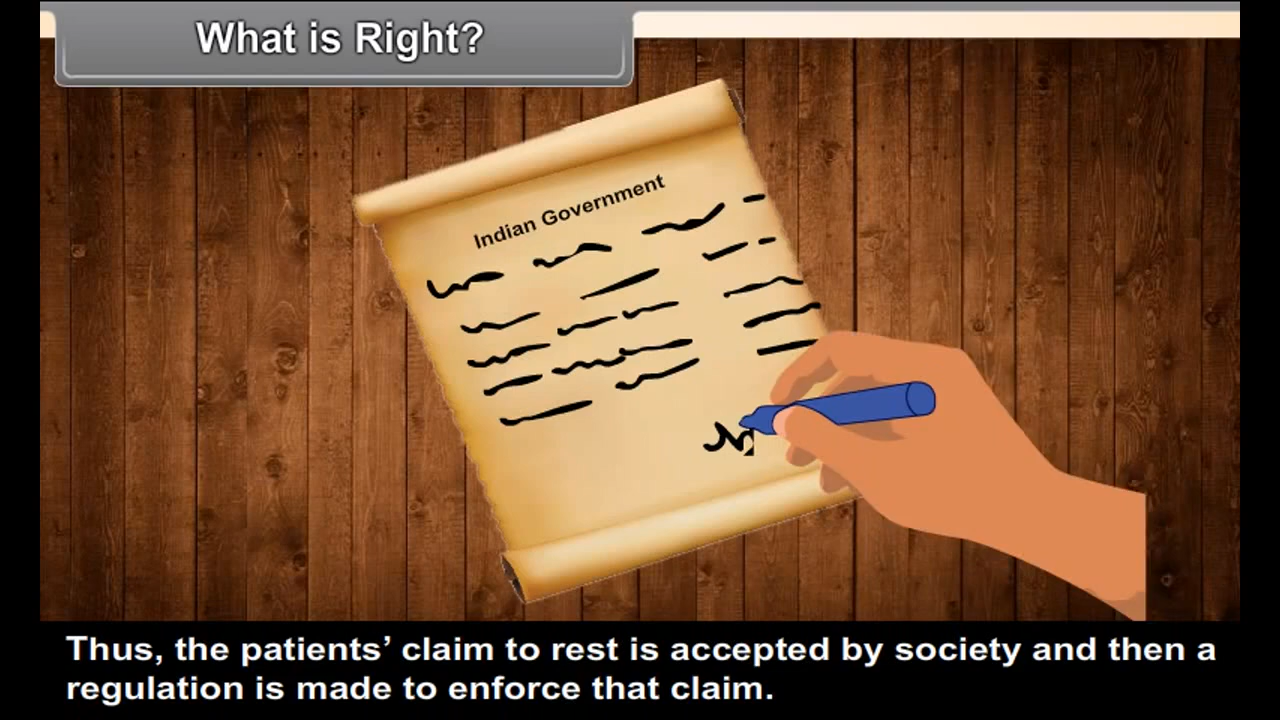 What is Right?
Indian Government
Thus, the patients’ claim to rest is accepted by society and then a
regulation is made to enforce that claim.